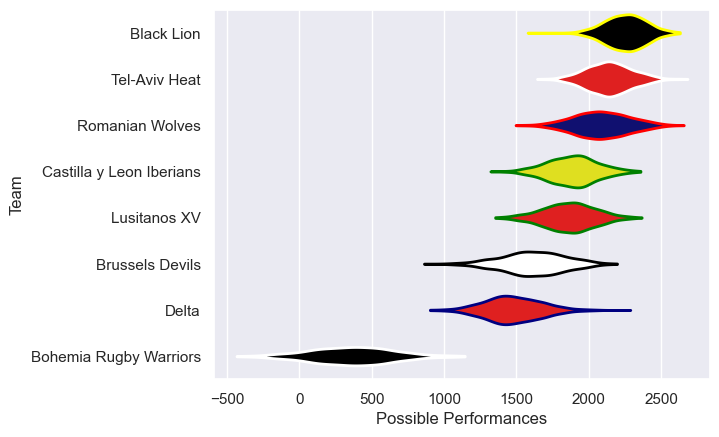 Black Lion
Tel-Aviv Heat
Romanian Wolves
Castilla y Leon Iberians
Lusitanos XV
Brussels Devils
Delta
Bohemia Rugby Warriors
Team
−500 0 500 1000 1500 2000 2500
Possible Performances